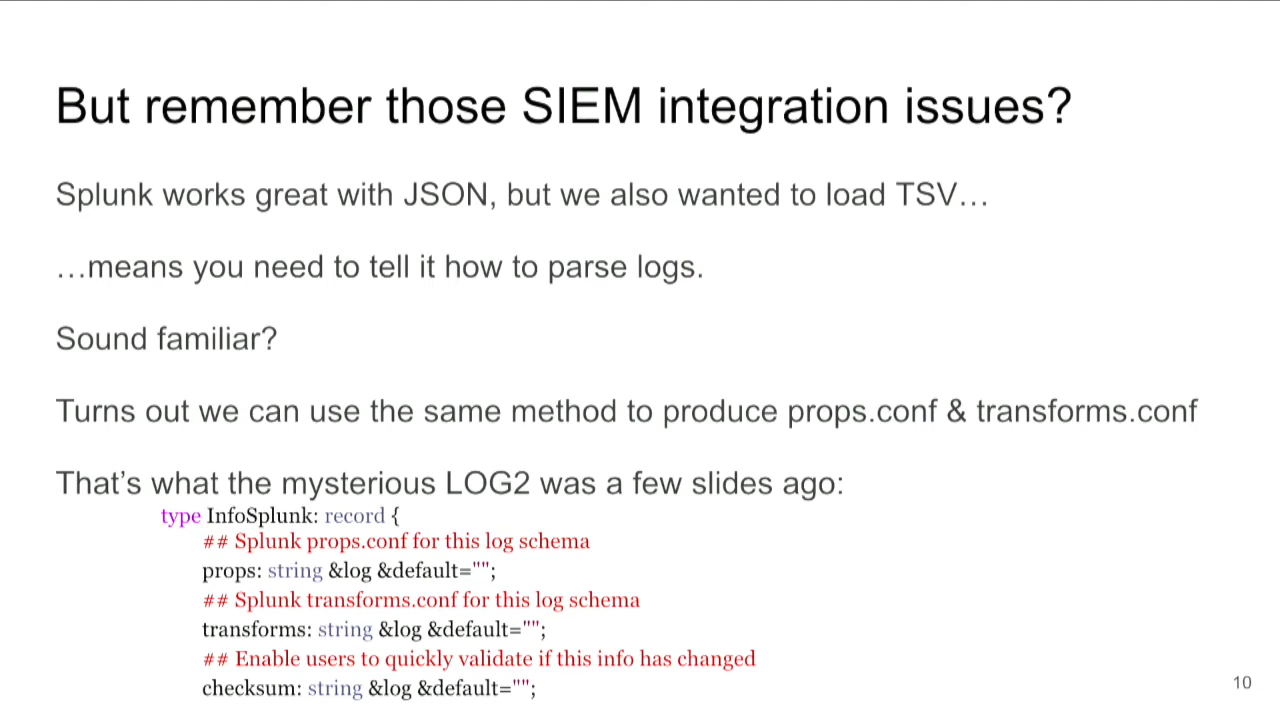 But remember those SIEM integration issues?
Splunk works great with JSON, but we also wanted to load TSV…
…means you need to tell it how to parse logs.
Sound familiar?
Turns out we can use the same method to produce props.conf & transforms.conf
That’s what the mysterious LOG2 was a few slides ago:
type InfoSplunk: record {
## Splunk props.conf for this log schema
props: string &log &default="";
## Splunk transforms.conf for this log schema
transforms: string &log &default="";
## Enable users to quickly validate if this info has changed
checksum: string &log &default="";
10